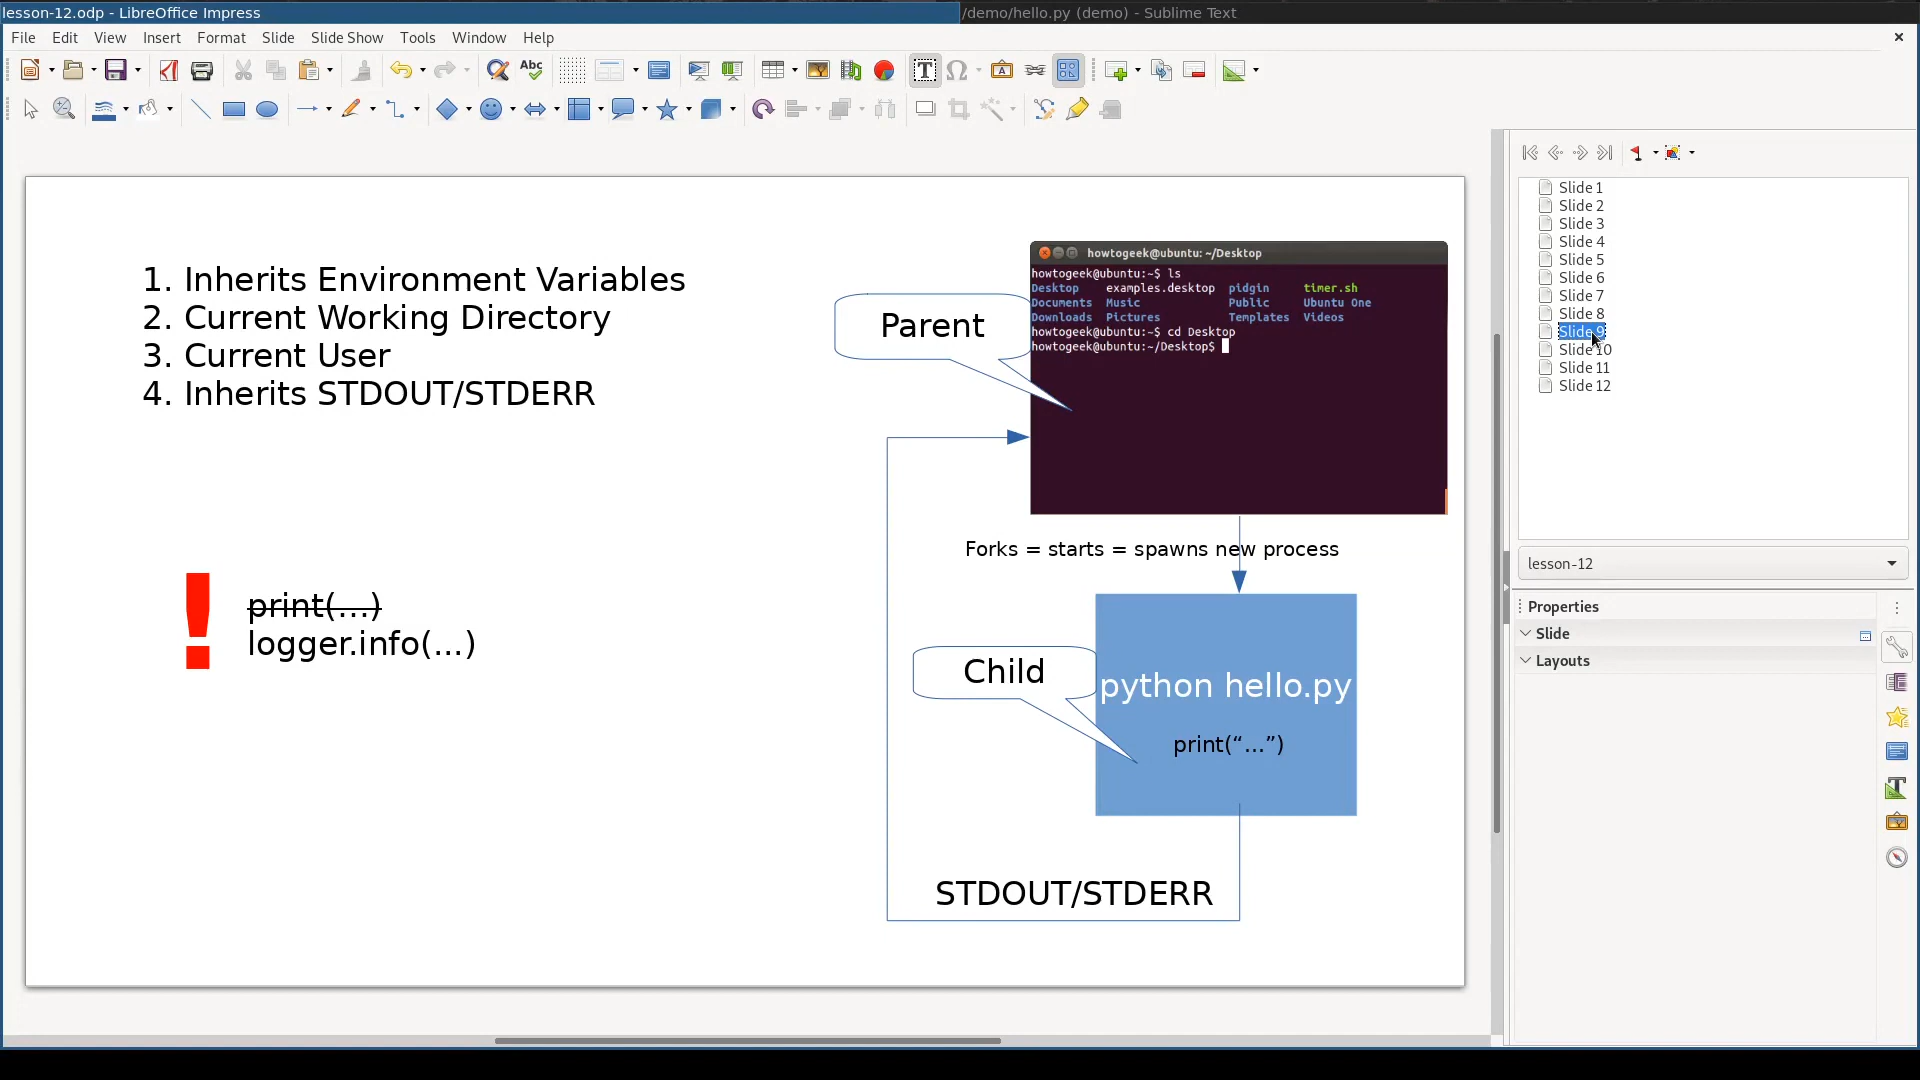 lesson-12.odp - LibreOffice Impress
/demo/hello.py (demo) - Sublime Text
File Edit View Insert Format Slide Slide Show Tools Window Help
1. Inherits Environment Variables
2. Current Working Directory
3. Current User
4. Inherits STDOUT/STDERR
!
print(...)
logger.info(...)
Parent
howtogeek@ubuntu: ~/Desktop
howtogeek@ubuntu:~$ ls
Desktop examples.desktop pidgin timer.sh
Documents Music Public Ubuntu One
Downloads Pictures Templates Videos
howtogeek@ubuntu:~$ cd Desktop
howtogeek@ubuntu:~/Desktop$
Forks = starts = spawns new process
Child
python hello.py
print(“...”)
STDOUT/STDERR
Slide 1
Slide 2
Slide 3
Slide 4
Slide 5
Slide 6
Slide 7
Slide 8
Slide 9
Slide 10
Slide 11
Slide 12
lesson-12
Properties
Slide
Layouts